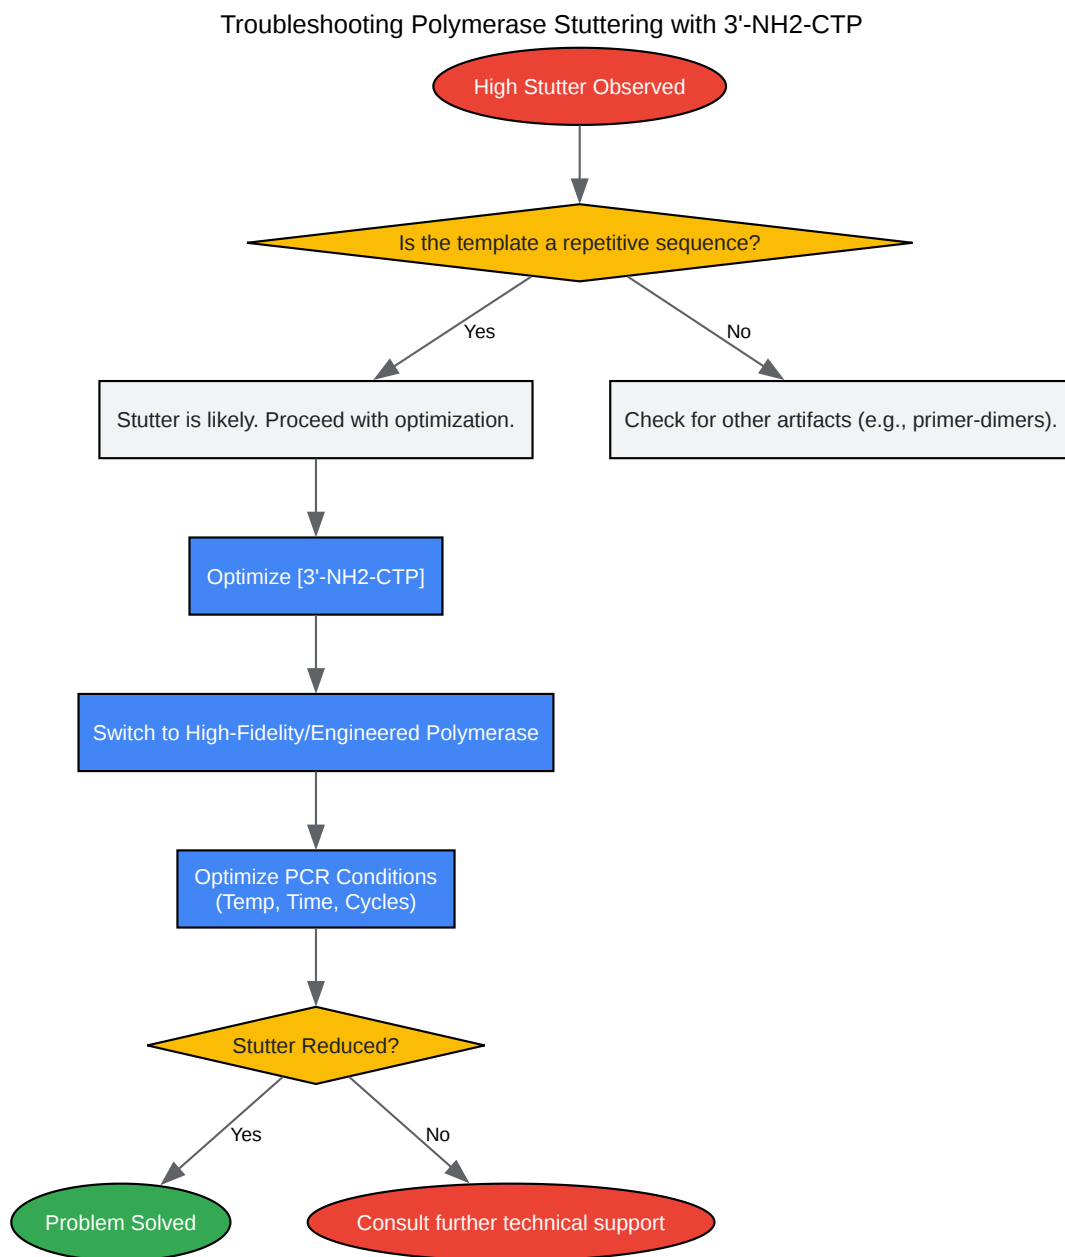 Troubleshooting Polymerase Stuttering with 3'-NH2-CTP
High Stutter Observed
Is the template a repetitive sequence?
Yes
No
Stutter is likely. Proceed with optimization.
Check for other artifacts (e.g., primer-dimers).
Optimize [3'-NH2-CTP]
Switch to High-Fidelity/Engineered Polymerase
Optimize PCR Conditions
(Temp, Time, Cycles)
Stutter Reduced?
Yes
No
Problem Solved
Consult further technical support